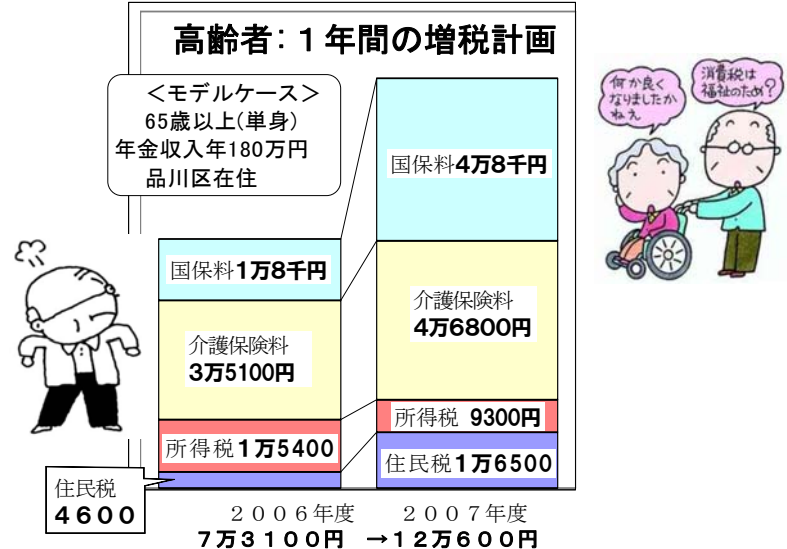 高齢者：１年間の増税計画
＜モデルケース＞
65歳以上(単身)
年金収入年180万円
品川区在住
何か良く
なりましたか
ねえ
消費税は
福祉のため？
国保料4万8千円
国保料1万8千円
介護保険料
4万6800円
介護保険料
3万5100円
所得税 9300円
所得税1万5400
住民税1万6500
住民税
４６００
２００６年度
２００７年度
７万３１００円　→１２万６００円